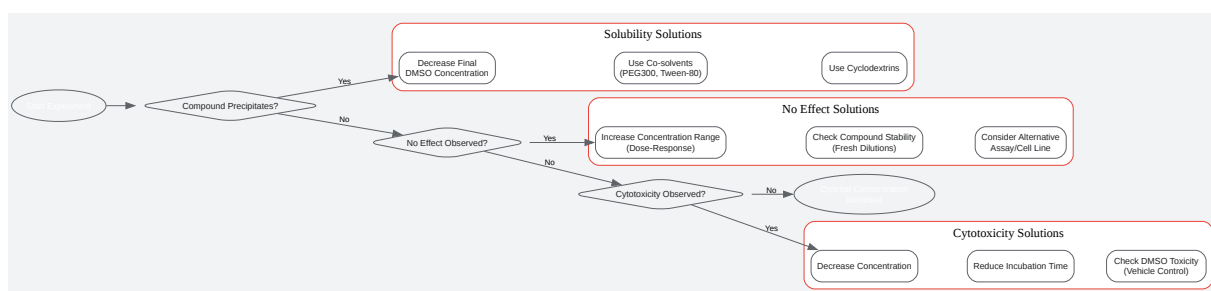 Solubility Solutions
Decrease Final
DMSO Concentration
Use Co-solvents
(PEG300, Tween-80)
Use Cyclodextrins
Yes
Start Experiment
Compound Precipitates?
No
No Effect Solutions
Increase Concentration Range
(Dose-Response)
Check Compound Stability
(Fresh Dilutions)
Consider Alternative
Assay/Cell Line
Yes
No Effect Observed?
No
Cytotoxicity Observed?
No
Optimal Concentration
Yes
Cytotoxicity Solutions
Decrease Concentration
Reduce Incubation Time
Check DMSO Toxicity
(Vehicle Control)